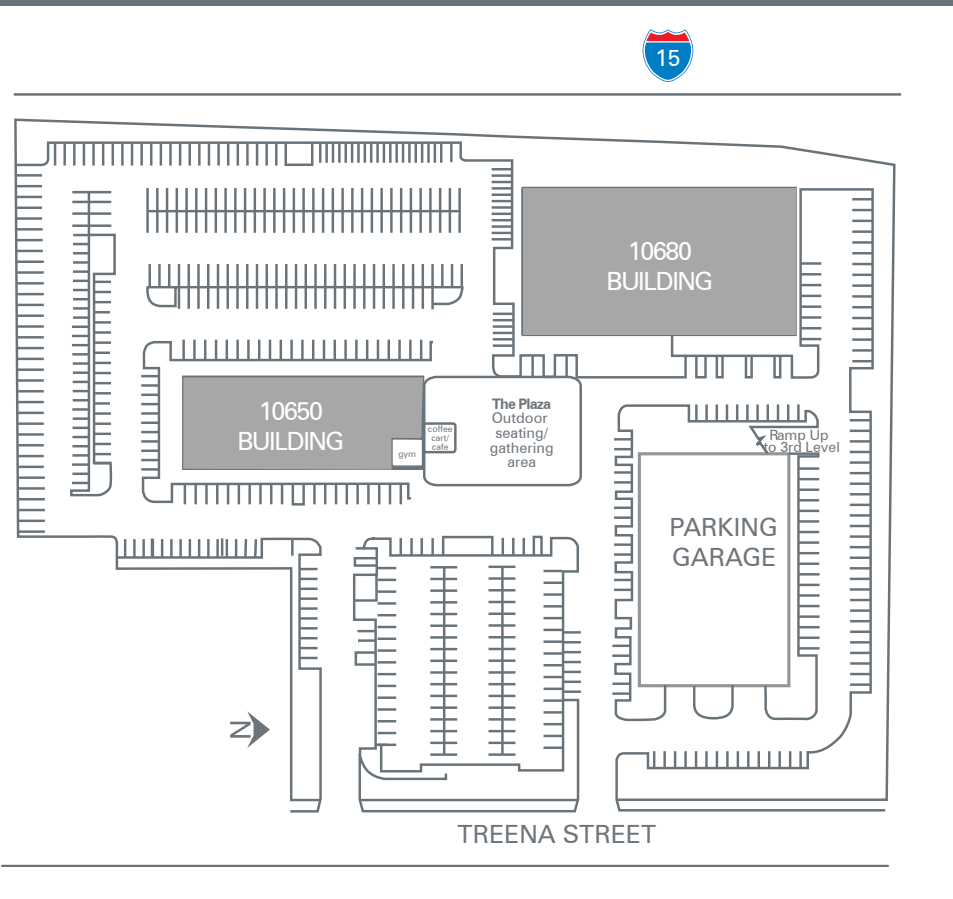 15
10680
BUILDING
10650
BUILDING
gym
coffee
cart/
cafe
The Plaza
Outdoor
seating/
gathering
area
Ramp Up
to 3rd Level
PARKING
GARAGE
N
TREENA STREET